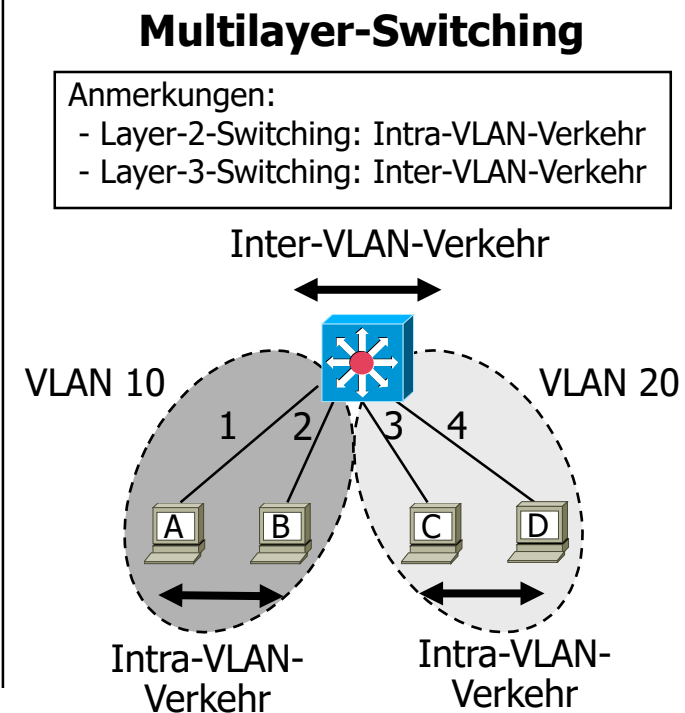 Multilayer-Switching
Anmerkungen:
- Layer-2-Switching: Intra-VLAN-Verkehr
- Layer-3-Switching: Inter-VLAN-Verkehr
Inter-VLAN-Verkehr
VLAN 10
VLAN 20
1
2
3
4
A
B
C
D
Intra-VLAN-
Verkehr
Intra-VLAN-
Verkehr